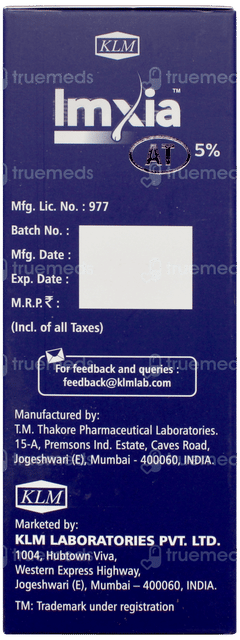 KLM
Imxia™
AT 5%
Mfg. Lic. No. : 977
Batch No. :
Mfg. Date :
Exp. Date :
M.R.P. ₹ :
(Incl. of all Taxes)
For feedback and queries :
feedback@klmlab.com
Manufactured by:
T.M. Thakore Pharmaceutical Laboratories.
15-A, Premsons Ind. Estate, Caves Road,
Jogeshwari (E), Mumbai - 400060, INDIA.
KLM
Marketed by:
KLM LABORATORIES PVT. LTD.
1004, Hubtown Viva,
Western Express Highway,
Jogeshwari (E), Mumbai – 400060, INDIA.
TM: Trademark under registration
truemeds